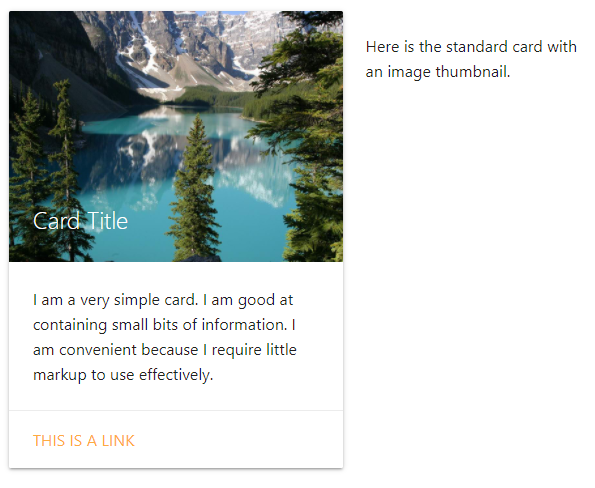 Card Title
I am a very simple card. I am good at
containing small bits of information. I
am convenient because I require little
markup to use effectively.
THIS IS A LINK
Here is the standard card with
an image thumbnail.